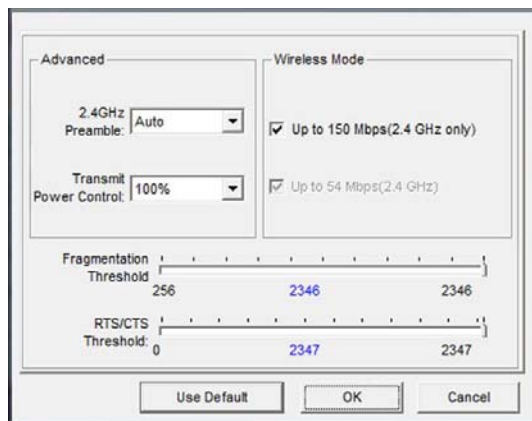 Advanced
2.4GHz
Preamble:
Auto
Transmit
Power Control:
100%
Wireless Mode
Up to 150 Mbps(2.4 GHz only)
Up to 54 Mbps(2.4 GHz)
Fragmentation
Threshold
256 2346 2346
RTS/CTS
Threshold:
0 2347 2347
Use Default OK Cancel